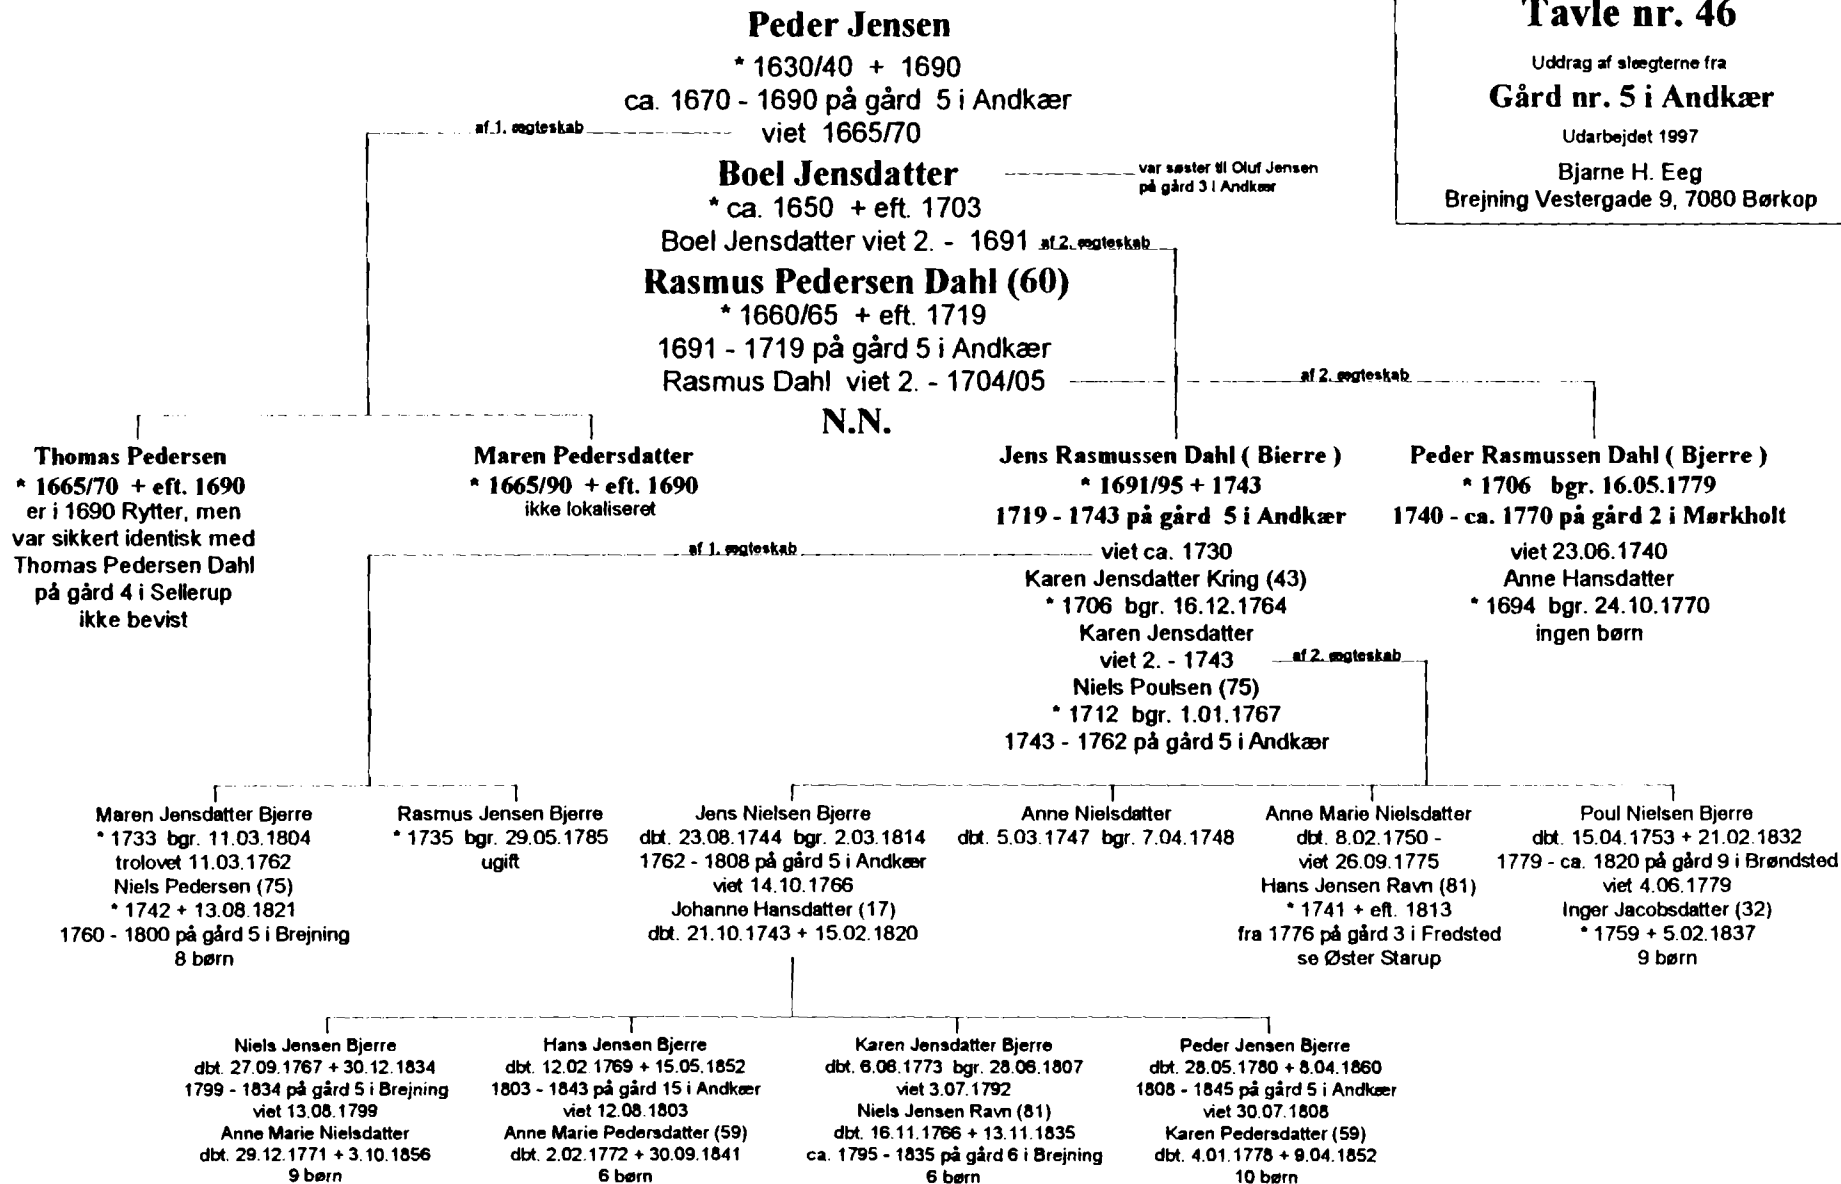 Peder Jensen
* 1630/40 + 1690
ca. 1670 - 1690 på gård 5 i Andkær
af 1. ægteskab
viet 1665/70
Boel Jensdatter
var søster til Oluf Jensen
på gård 3 i Andkær
* ca. 1650 + eft. 1703
Boel Jensdatter viet 2. - 1691
af 2. ægteskab
Rasmus Pedersen Dahl (60)
* 1660/65 + eft. 1719
1691 - 1719 på gård 5 i Andkær
Rasmus Dahl viet 2. - 1704/05
af 2. ægteskab
N.N.
Tavle nr. 46
Uddrag af slægterne fra
Gård nr. 5 i Andkær
Udarbejdet 1997
Bjarne H. Eeg
Brejning Vestergade 9, 7080 Børkop
Thomas Pedersen
* 1665/70 + eft. 1690
er i 1690 Rytter, men
var sikkert identisk med
Thomas Pedersen Dahl
på gård 4 i Sellerup
ikke bevist
Maren Pedersdatter
* 1665/90 + eft. 1690
ikke lokaliseret
Jens Rasmussen Dahl ( Bierre )
* 1691/95 + 1743
1719 - 1743 på gård 5 i Andkær
af 1. ægteskab
viet ca. 1730
Karen Jensdatter Kring (43)
* 1706 bgr. 16.12.1764
Karen Jensdatter
viet 2. - 1743
af 2. ægteskab
Niels Poulsen (75)
* 1712 bgr. 1.01.1767
1743 - 1762 på gård 5 i Andkær
Peder Rasmussen Dahl ( Bjerre )
* 1706 bgr. 16.05.1779
1740 - ca. 1770 på gård 2 i Mørkholt
viet 23.06.1740
Anne Hansdatter
* 1694 bgr. 24.10.1770
ingen børn
Maren Jensdatter Bjerre
* 1733 bgr. 11.03.1804
trolovet 11.03.1762
Niels Pedersen (75)
* 1742 + 13.08.1821
1760 - 1800 på gård 5 i Brejning
8 børn
Rasmus Jensen Bjerre
* 1735 bgr. 29.05.1785
ugift
Jens Nielsen Bjerre
dbt. 23.08.1744 bgr. 2.03.1814
1762 - 1808 på gård 5 i Andkær
viet 14.10.1766
Johanne Hansdatter (17)
dbt. 21.10.1743 + 15.02.1820
Anne Nielsdatter
dbt. 5.03.1747 bgr. 7.04.1748
Anne Marie Nielsdatter
dbt. 8.02.1750 -
viet 26.09.1775
Hans Jensen Ravn (81)
* 1741 + eft. 1813
fra 1776 på gård 3 i Fredsted
se Øster Starup
Poul Nielsen Bjerre
dbt. 15.04.1753 + 21.02.1832
1779 - ca. 1820 på gård 9 i Brøndsted
viet 4.06.1779
Inger Jacobsdatter (32)
* 1759 + 5.02.1837
9 børn
Niels Jensen Bjerre
dbt. 27.09.1767 + 30.12.1834
1799 - 1834 på gård 5 i Brejning
viet 13.08.1799
Anne Marie Nielsdatter
dbt. 29.12.1771 + 3.10.1856
9 børn
Hans Jensen Bjerre
dbt. 12.02.1769 + 15.05.1852
1803 - 1843 på gård 15 i Andkær
viet 12.08.1803
Anne Marie Pedersdatter (59)
dbt. 2.02.1772 + 30.09.1841
6 børn
Karen Jensdatter Bjerre
dbt. 6.06.1773 bgr. 28.06.1807
viet 3.07.1792
Niels Jensen Ravn (81)
dbt. 16.11.1766 + 13.11.1835
ca. 1795 - 1835 på gård 6 i Brejning
6 børn
Peder Jensen Bjerre
dbt. 28.05.1780 + 8.04.1860
1808 - 1845 på gård 5 i Andkær
viet 30.07.1808
Karen Pedersdatter (59)
dbt. 4.01.1778 + 9.04.1852
10 børn